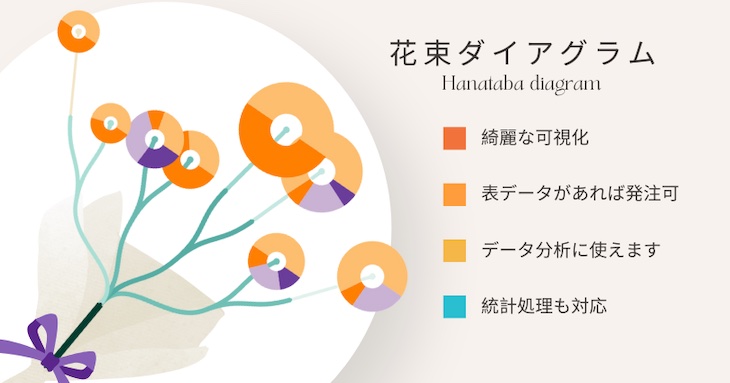 花束ダイアグラム
Hanataba diagram
綺麗な可視化
表データがあれば発注可
データ分析に使えます
統計処理も対応